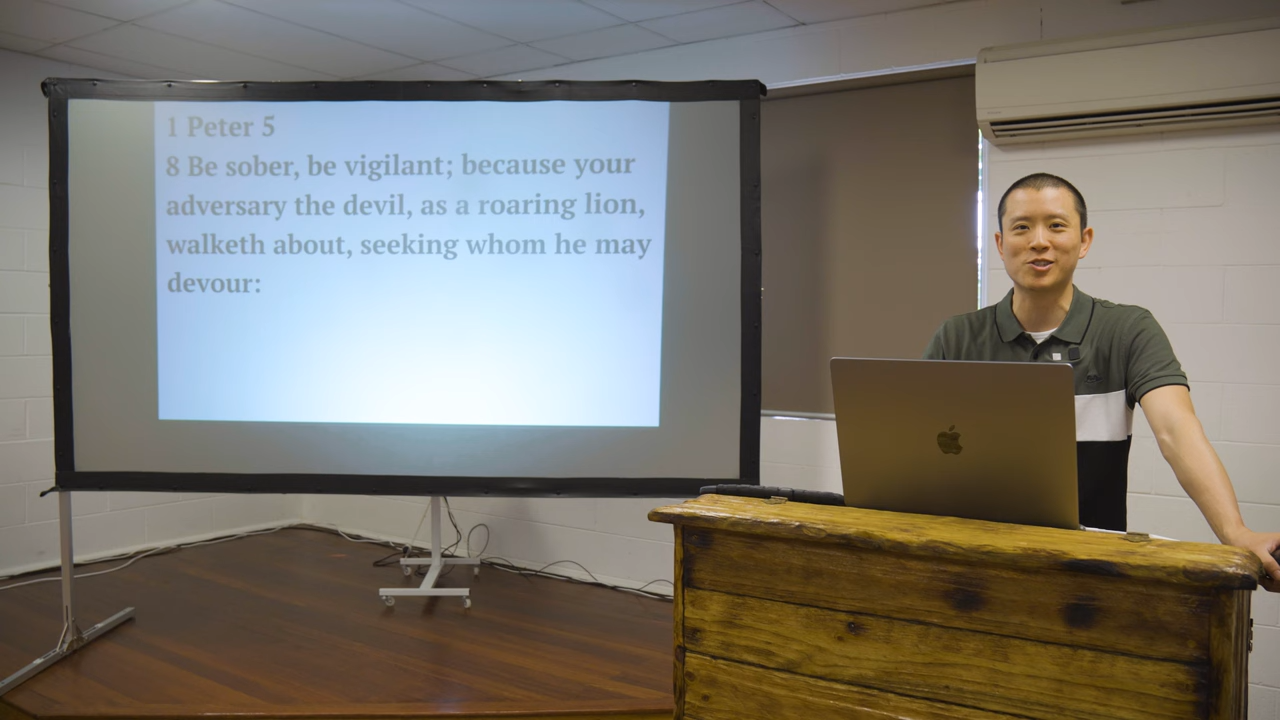 1 Peter 5
8 Be sober, be vigilant; because your
adversary the devil, as a roaring lion,
walketh about, seeking whom he may
devour: